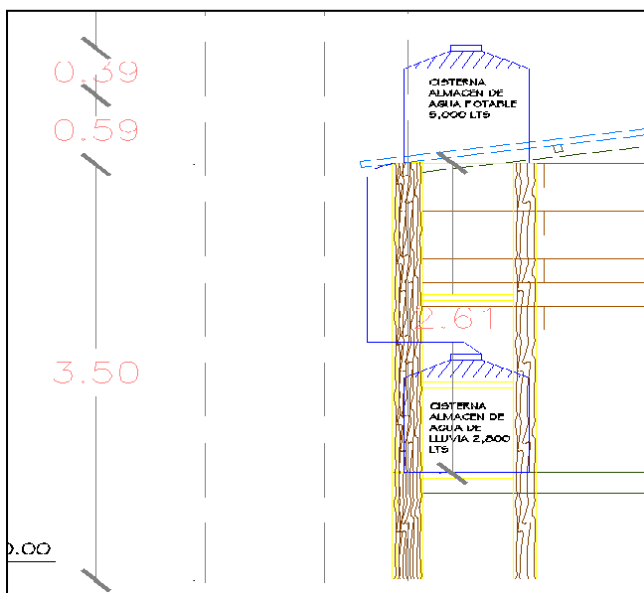 0.39
CISTERNA
ALMACEN DE
AGUA POTABLE
5,000 LTS
0.59
2.61
3.50
CISTERNA
ALMACEN DE
AGUA DE
LLUVIA 2,800
LTS
0.00